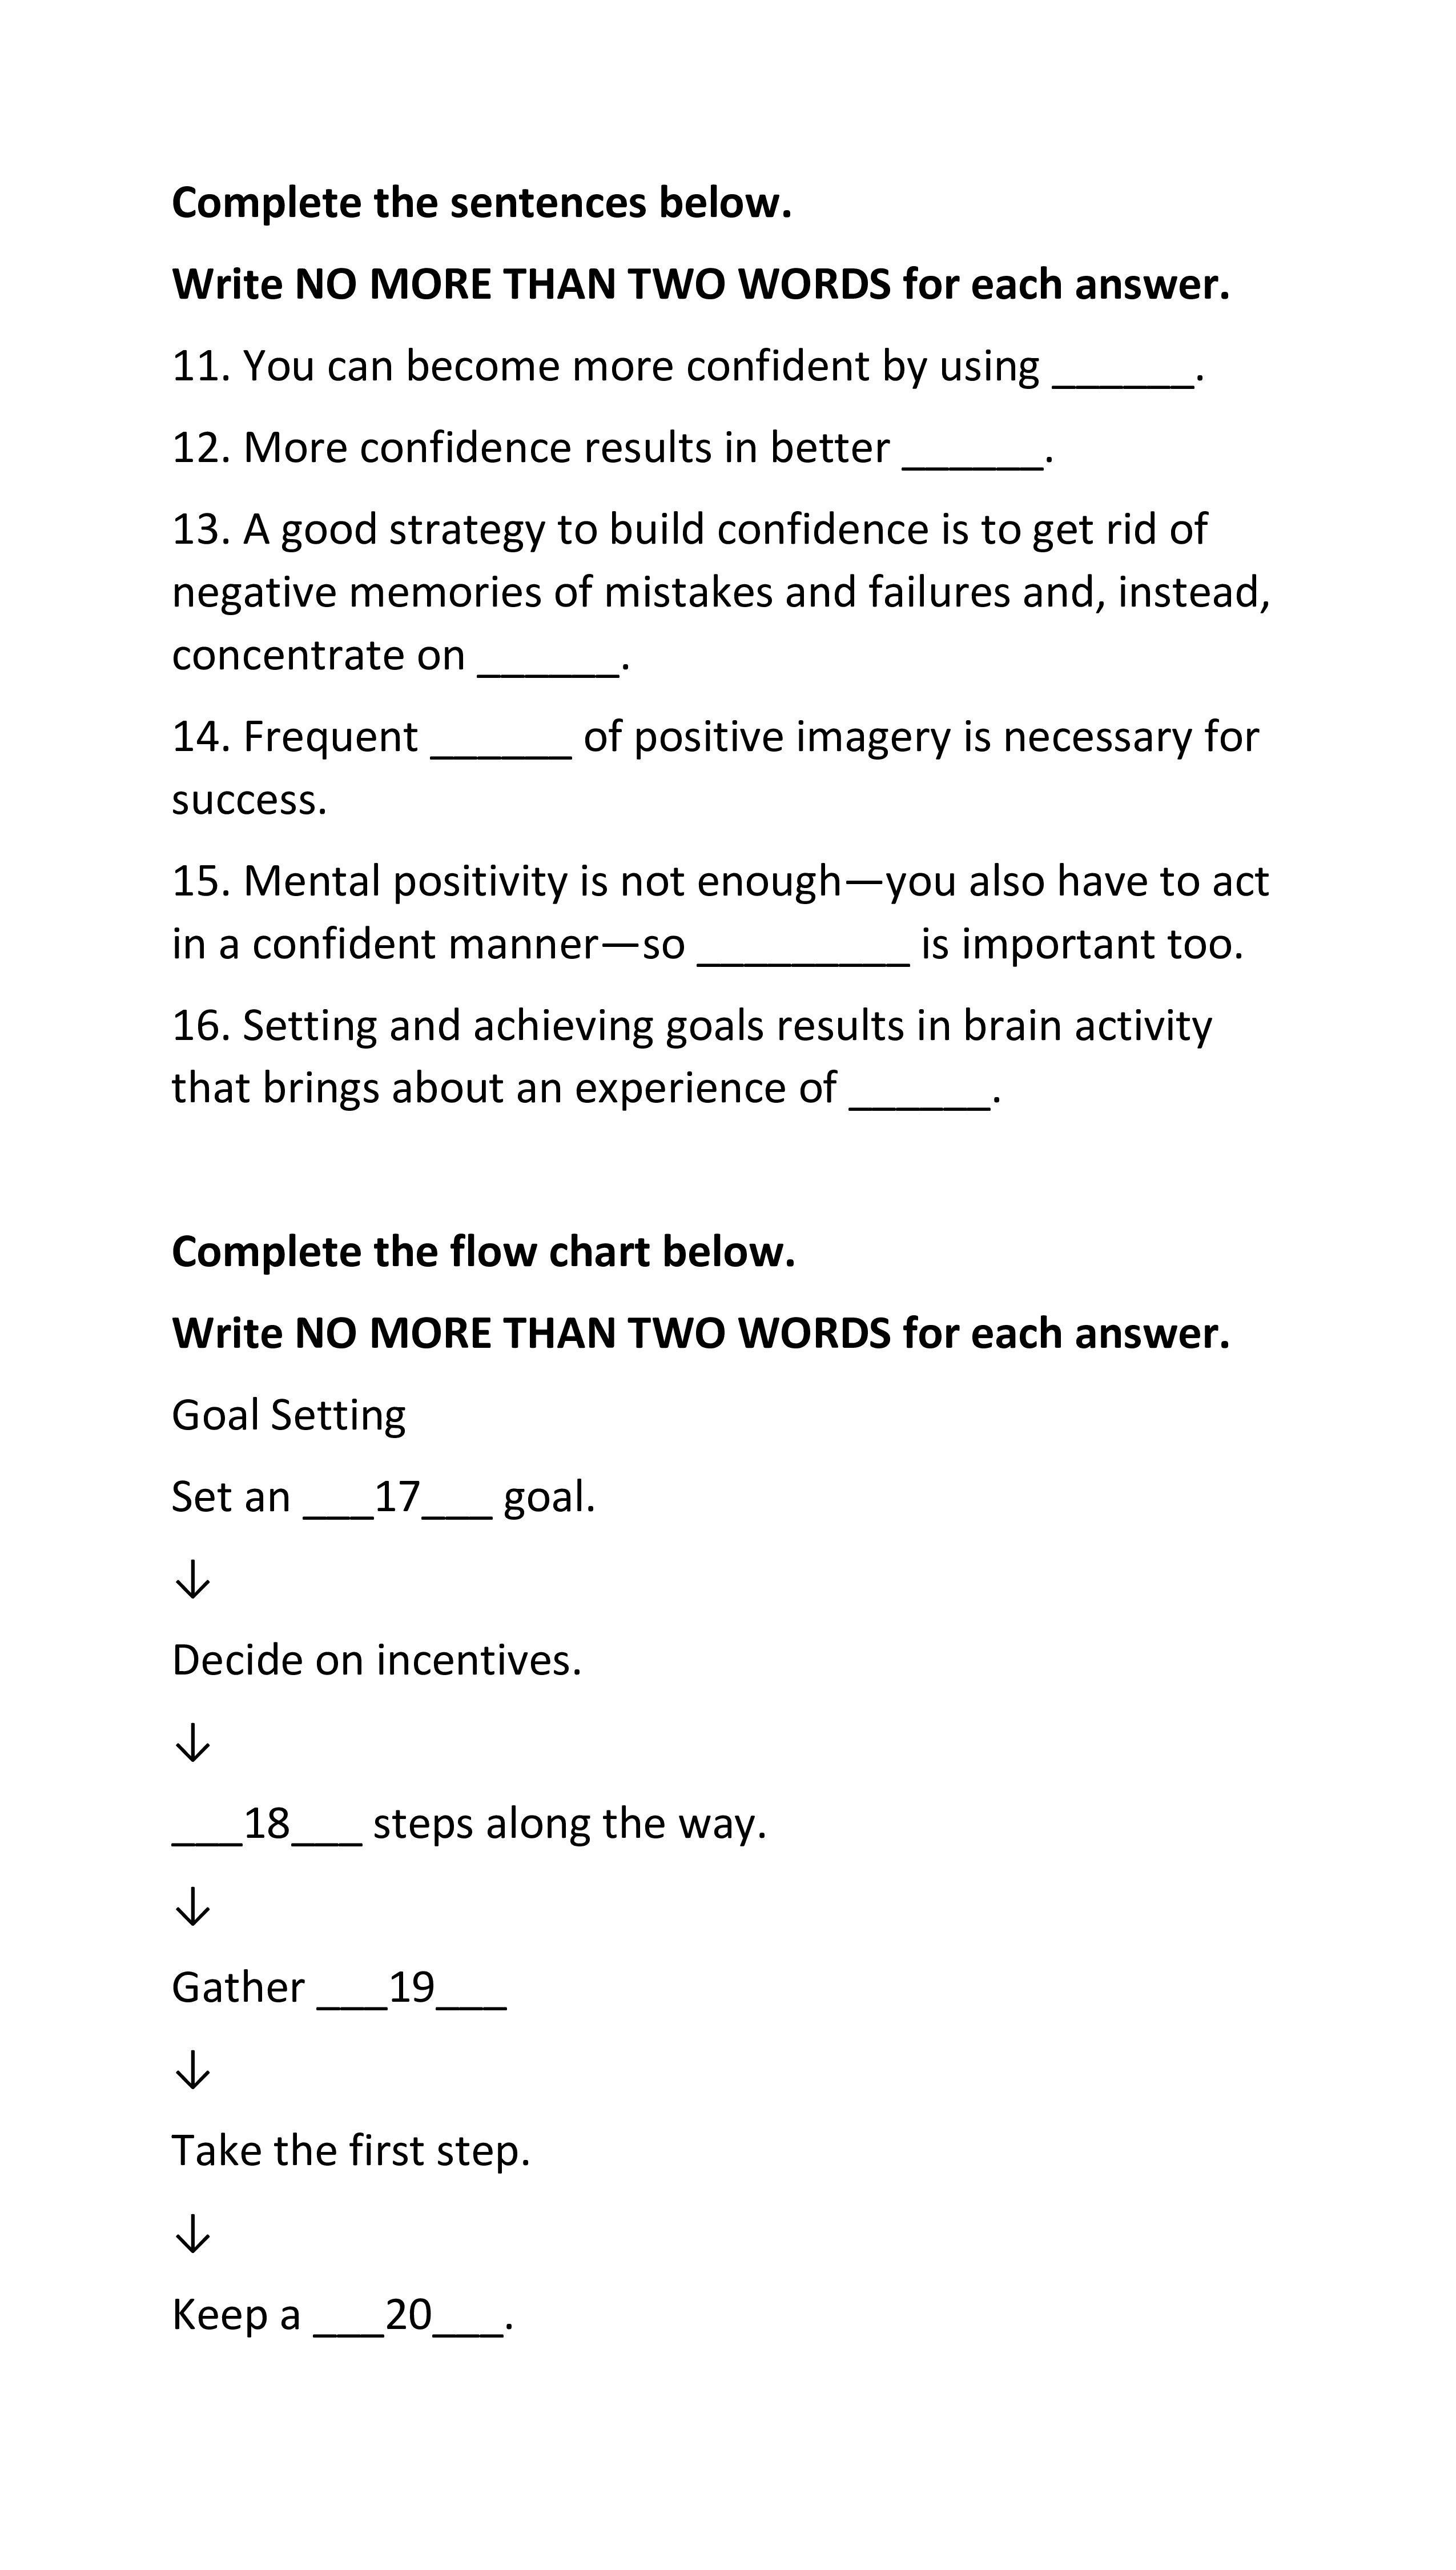 Complete the sentences below.
Write NO MORE THAN TWO WORDS for each answer.
11. You can become more confident by using ______.
12. More confidence results in better ______.
13. A good strategy to build confidence is to get rid of
negative memories of mistakes and failures and, instead,
concentrate on ______.
14. Frequent ______ of positive imagery is necessary for
success.
15. Mental positivity is not enough—you also have to act
in a confident manner—so _________ is important too.
16. Setting and achieving goals results in brain activity
that brings about an experience of ______.
Complete the flow chart below.
Write NO MORE THAN TWO WORDS for each answer.
Goal Setting
Set an ___17___ goal.
↓
Decide on incentives.
↓
___18___ steps along the way.
↓
Gather ___19___
↓
Take the first step.
↓
Keep a ___20___.